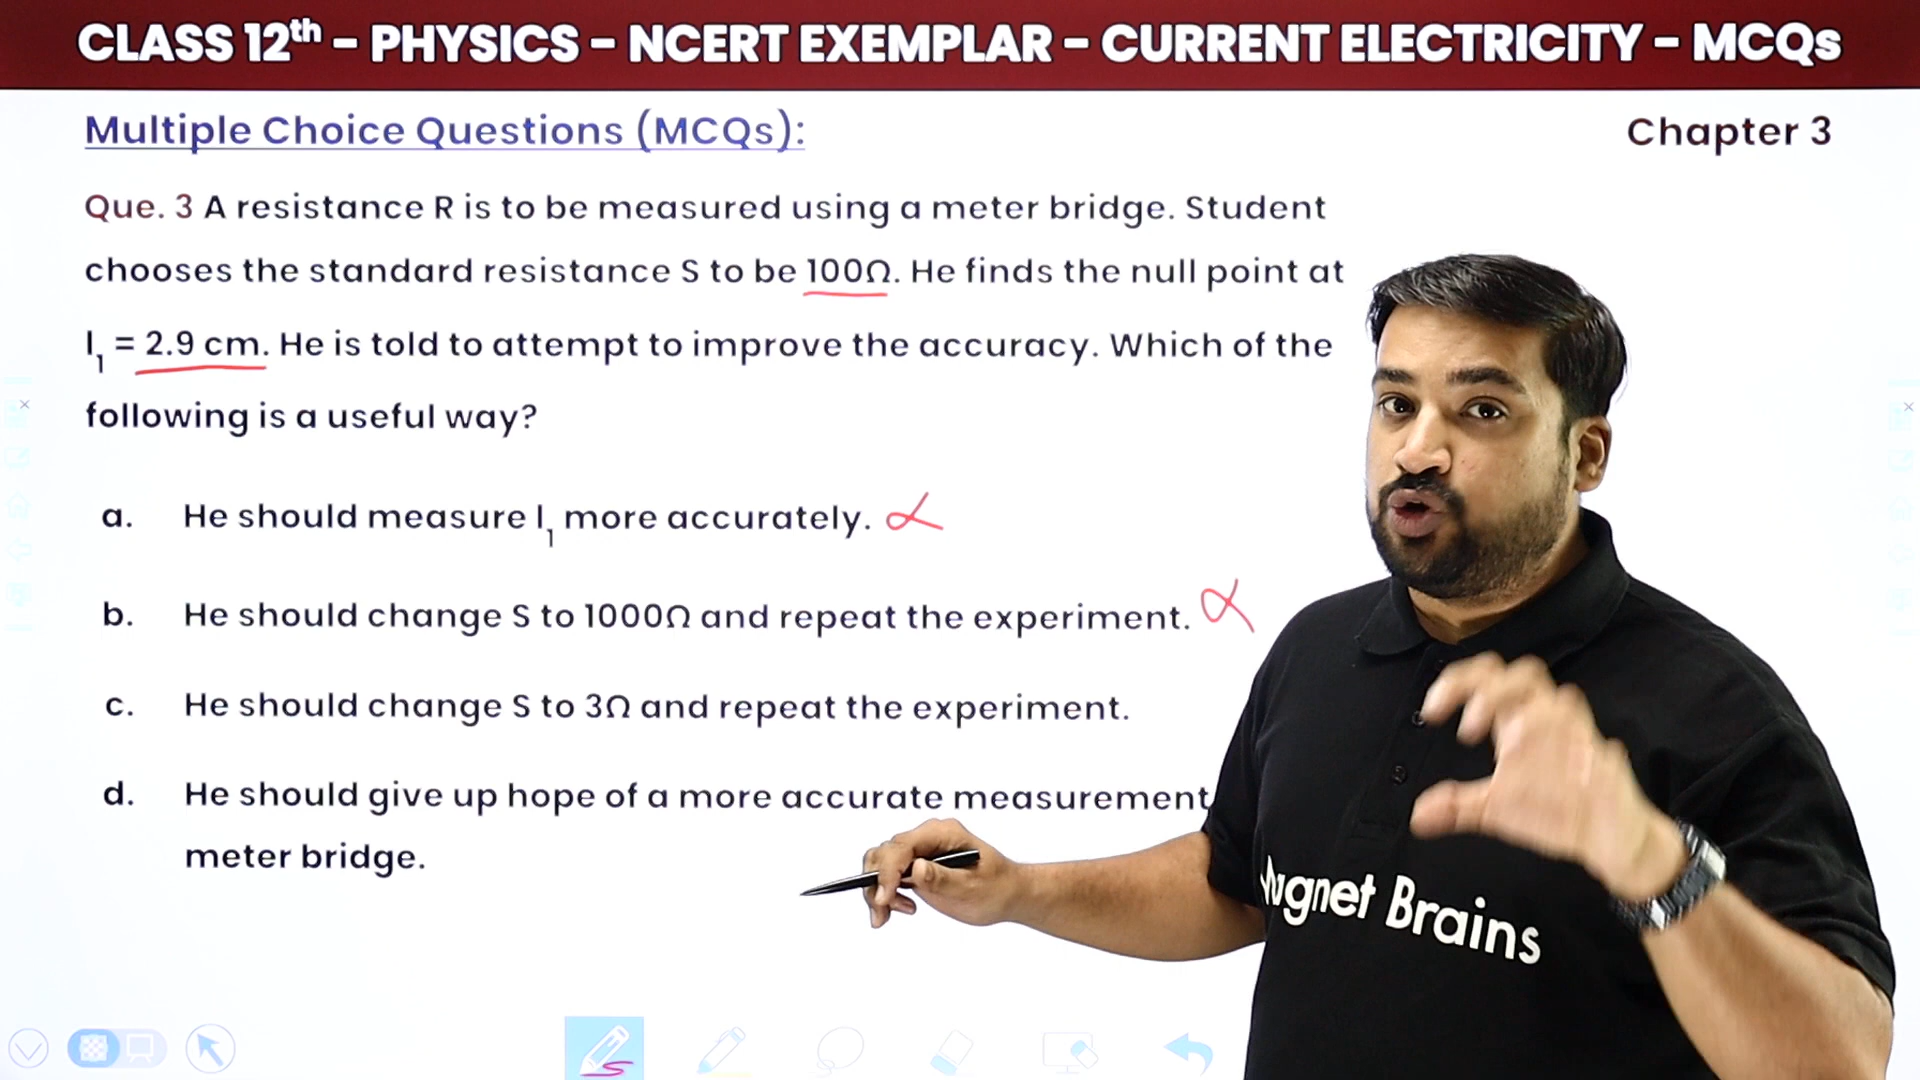 CLASS 12th - PHYSICS - NCERT EXEMPLAR - CURRENT ELECTRICITY - MCQs
Multiple Choice Questions (MCQs):
Chapter 3
Que. 3 A resistance R is to be measured using a meter bridge. Student
chooses the standard resistance S to be 100Ω. He finds the null point at
l1 = 2.9 cm. He is told to attempt to improve the accuracy. Which of the
following is a useful way?
a. He should measure l1 more accurately.
b. He should change S to 1000Ω and repeat the experiment.
c. He should change S to 3Ω and repeat the experiment.
d. He should give up hope of a more accurate measurement
meter bridge.
Magnet Brains